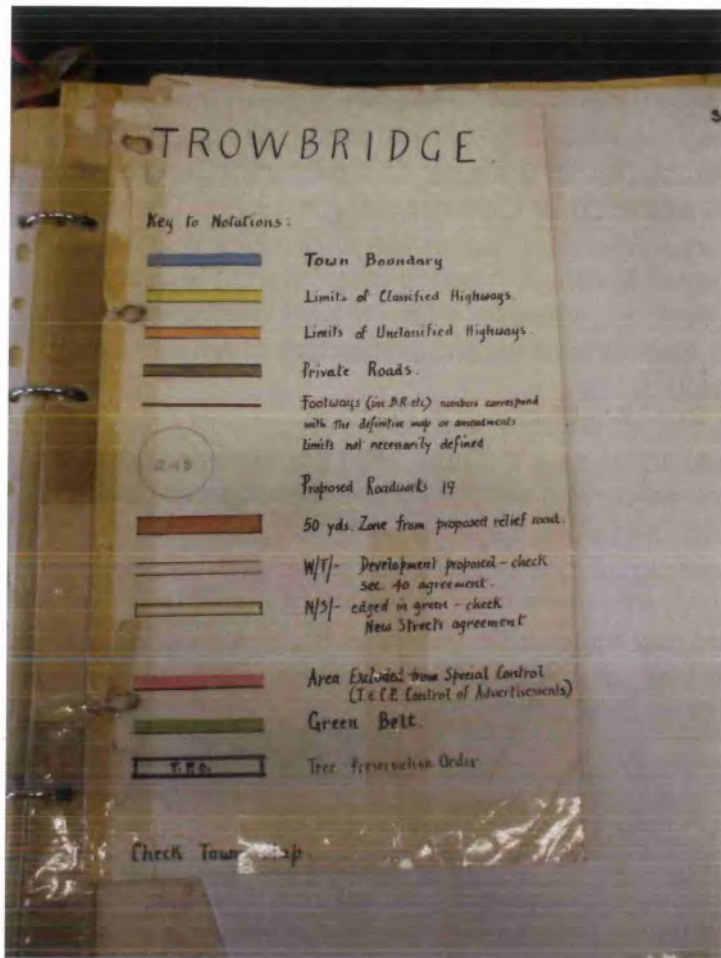 TROWBRIDGE.
Key to Notations:
Town Boundary
Limits of Classified Highways.
Limits of Unclassified Highways.
Private Roads.
Footways (inc. B.R. etc) numbers correspond
with the definitive map or amendments
Limits not necessarily defined
248
Proposed Roadworks 19
50 yds. Zone from proposed relief road.
W/T/- Development proposed - check
sec. 40 agreement.
N/S/- edged in green - check
New Streets agreement
Area Excluded from Special Control
(T & C.P. Control of Advertisements)
Green Belt.
T.P.O. Tree Preservation Order
Check Town Map.